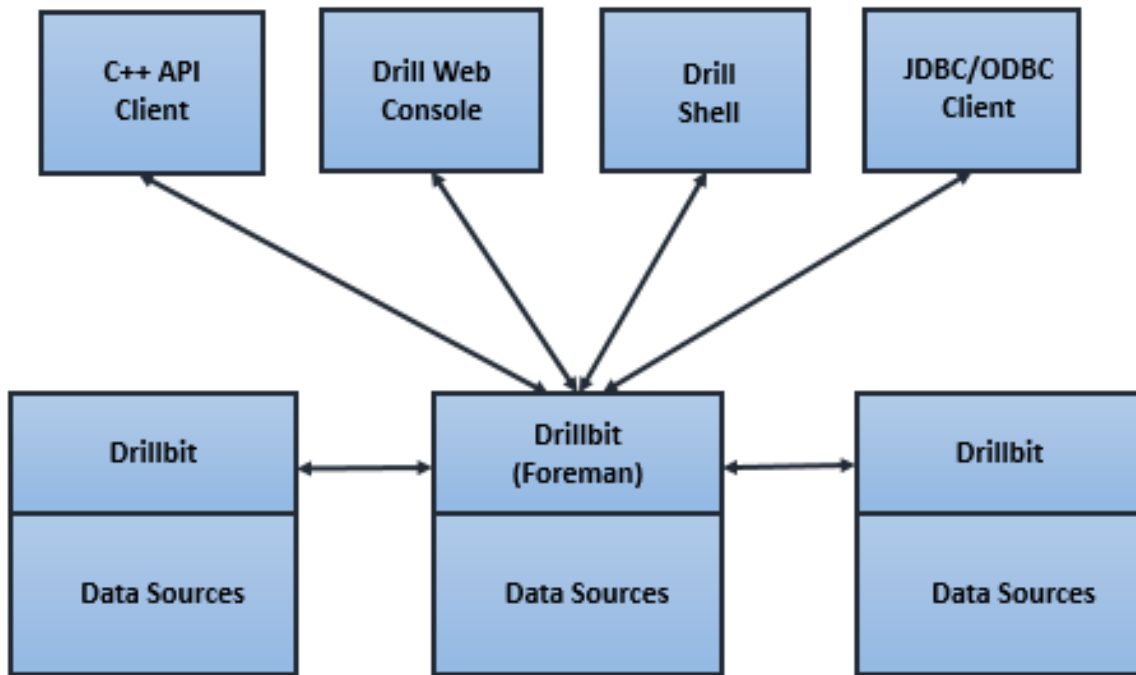 C++ API
Client
Drill Web
Console
Drill
Shell
JDBC/ODBC
Client
Drillbit
Drillbit
(Foreman)
Drillbit
Data Sources
Data Sources
Data Sources